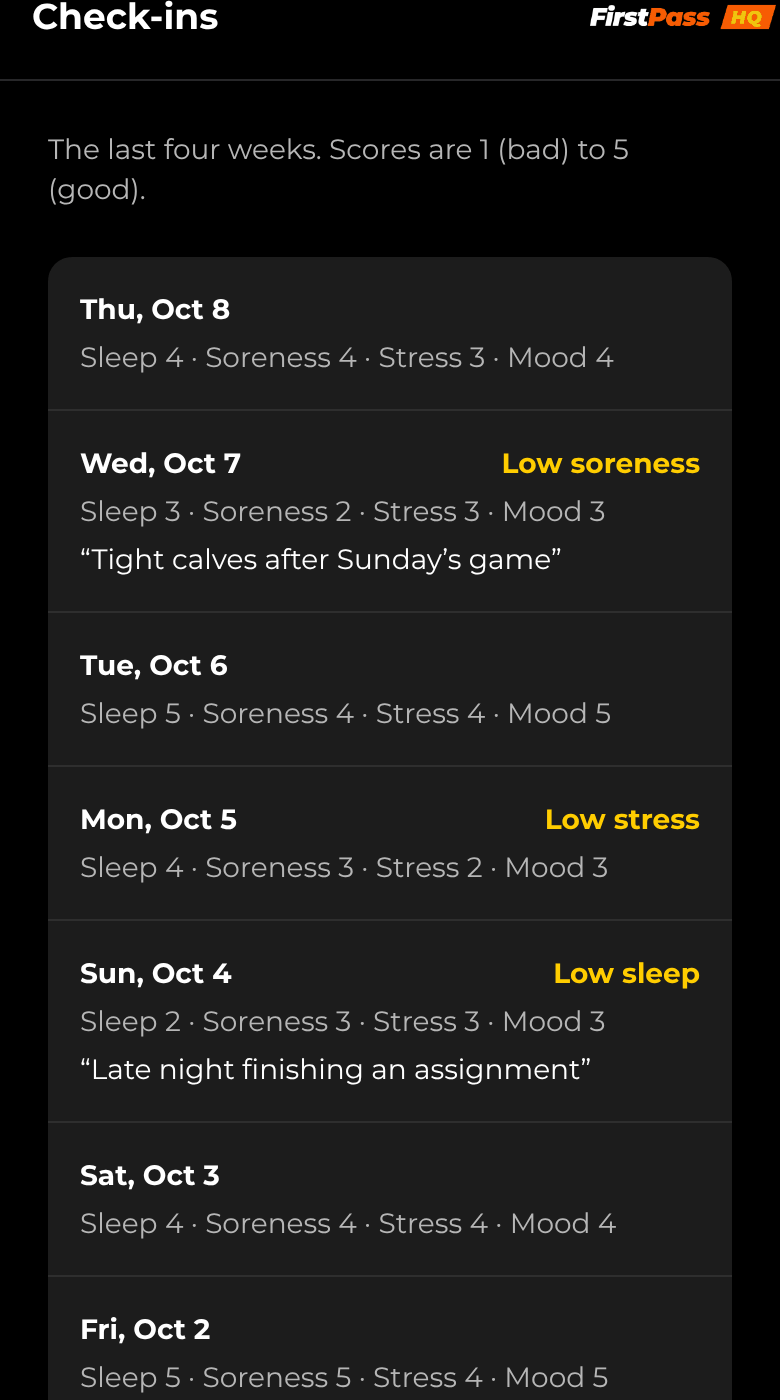 Check-ins
FirstPass HQ
The last four weeks. Scores are 1 (bad) to 5
(good).
Thu, Oct 8
Sleep 4 · Soreness 4 · Stress 3 · Mood 4
Wed, Oct 7
Low soreness
Sleep 3 · Soreness 2 · Stress 3 · Mood 3
“Tight calves after Sunday’s game”
Tue, Oct 6
Sleep 5 · Soreness 4 · Stress 4 · Mood 5
Mon, Oct 5
Low stress
Sleep 4 · Soreness 3 · Stress 2 · Mood 3
Sun, Oct 4
Low sleep
Sleep 2 · Soreness 3 · Stress 3 · Mood 3
“Late night finishing an assignment”
Sat, Oct 3
Sleep 4 · Soreness 4 · Stress 4 · Mood 4
Fri, Oct 2
Sleep 5 · Soreness 5 · Stress 4 · Mood 5